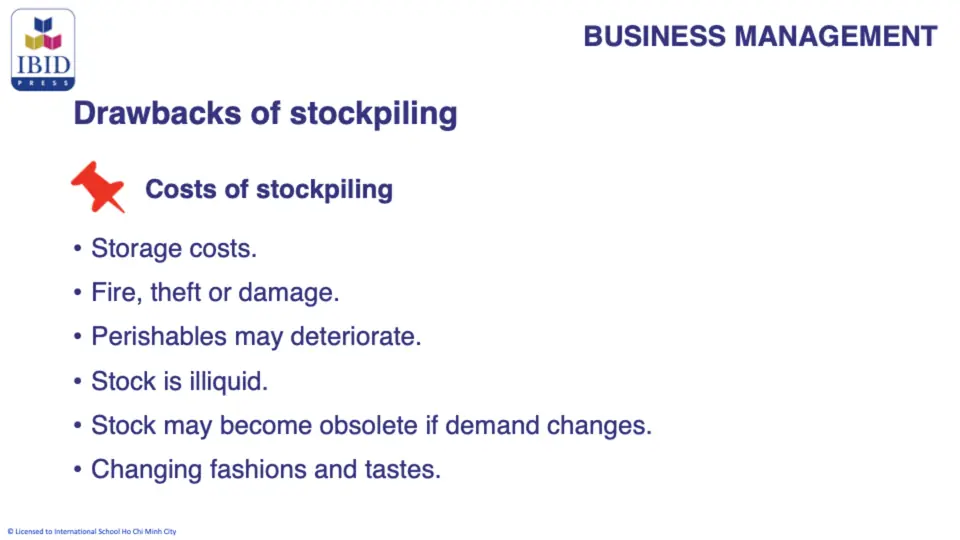 IBID
PRESS
BUSINESS MANAGEMENT
Drawbacks of stockpiling
Costs of stockpiling
• Storage costs.
• Fire, theft or damage.
• Perishables may deteriorate.
• Stock is illiquid.
• Stock may become obsolete if demand changes.
• Changing fashions and tastes.
© Licensed to International School Ho Chi Minh City